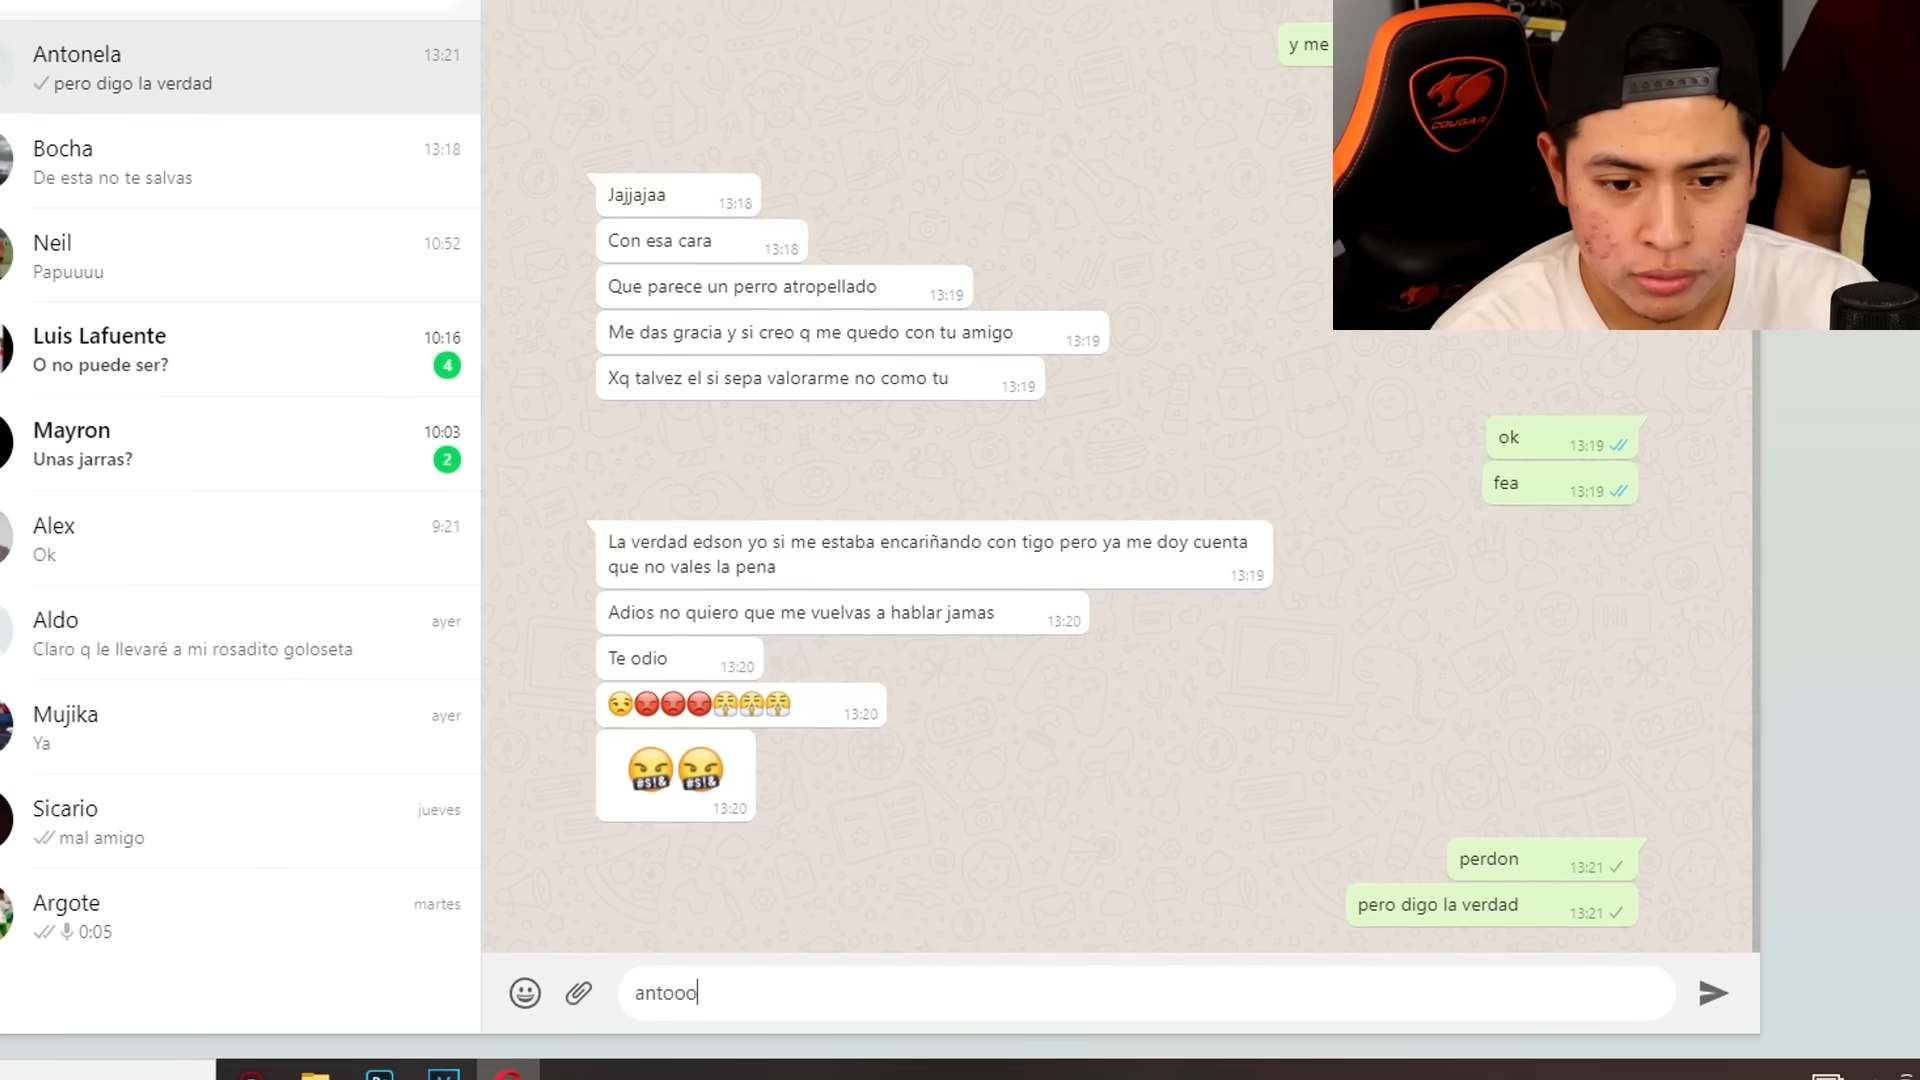 Antonela
13:21
pero digo la verdad
Bocha
13:18
De esta no te salvas
Neil
10:52
Papuuuu
Luis Lafuente
10:16
O no puede ser?
4
Mayron
10:03
Unas jarras?
2
Alex
9:21
Ok
Aldo
ayer
Claro q le llevaré a mi rosadito goloseta
Mujika
ayer
Ya
Sicario
jueves
mal amigo
Argote
martes
0:05
y me
Jajjajaa 13:18
Con esa cara 13:18
Que parece un perro atropellado 13:19
Me das gracia y si creo q me quedo con tu amigo 13:19
Xq talvez el si sepa valorarme no como tu 13:19
ok 13:19
fea 13:19
La verdad edson yo si me estaba encariñando con tigo pero ya me doy cuenta
que no vales la pena 13:19
Adios no quiero que me vuelvas a hablar jamas 13:20
Te odio 13:20
😒😡😡😡😤😤😤 13:20
🤬🤬
13:20
perdon 13:21
pero digo la verdad 13:21
antooo
COUGAR